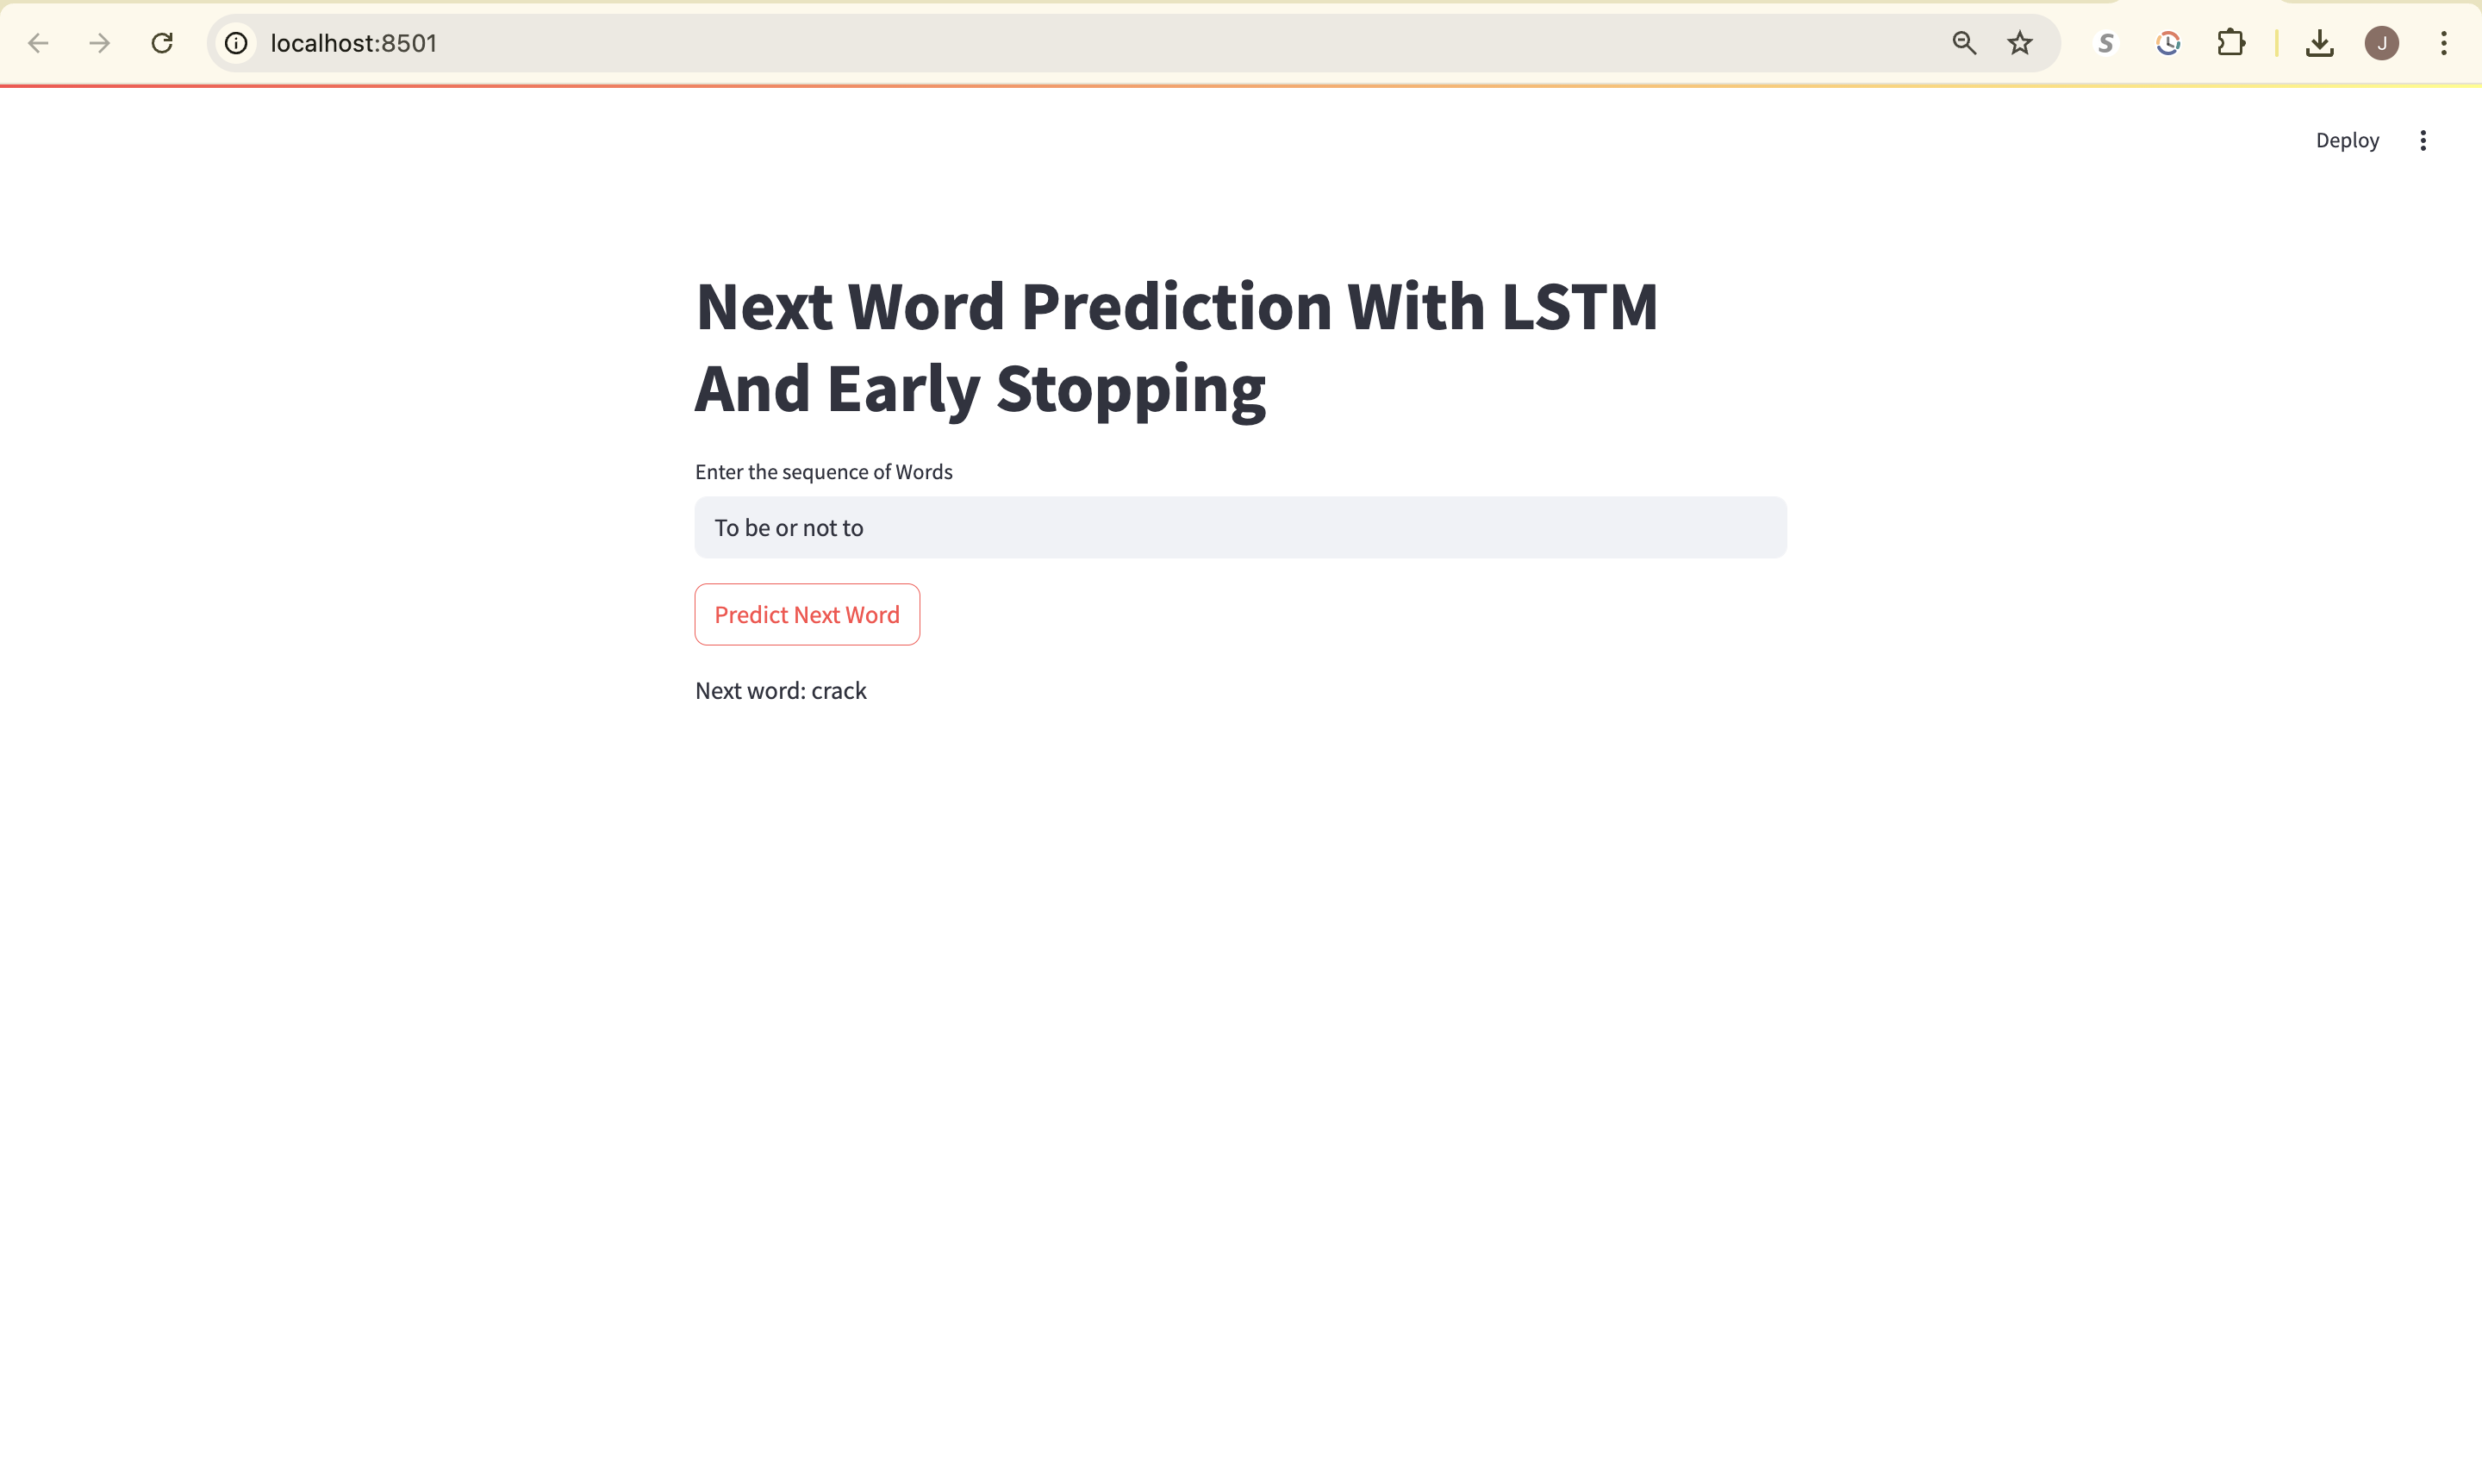 localhost:8501
S
J
Deploy
Next Word Prediction With LSTM
And Early Stopping
Enter the sequence of Words
To be or not to
Predict Next Word
Next word: crack